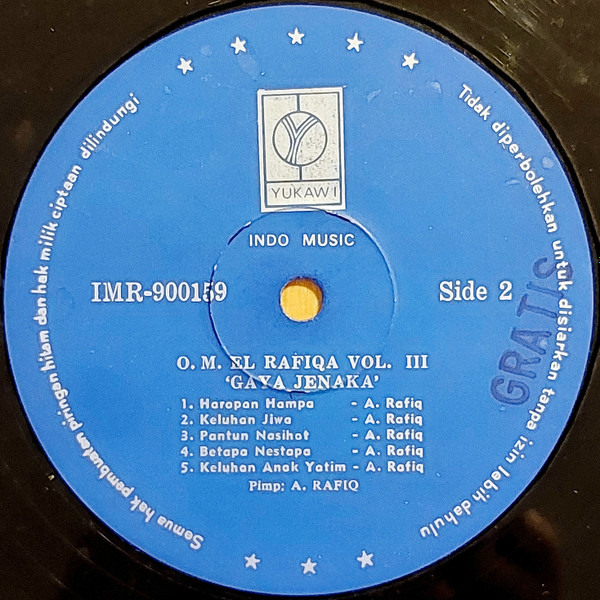 Semua hak pembuatan piringan hitam dan hak milik ciptaan dilindungi
Tidak diperbolehkan untuk disiarkan tanpa izin lebih dahulu
YUKAWI
INDO MUSIC
IMR-900159
Side 2
GRATIS
O. M. EL RAFIQA VOL. III
‘GAYA JENAKA’
1. Harapan Hampa - A. Rafiq
2. Keluhan Jiwa - A. Rafiq
3. Pantun Nasihat - A. Rafiq
4. Betapa Nestapa - A. Rafiq
5. Keluhan Anak Yatim - A. Rafiq
Pimp: A. RAFIQ